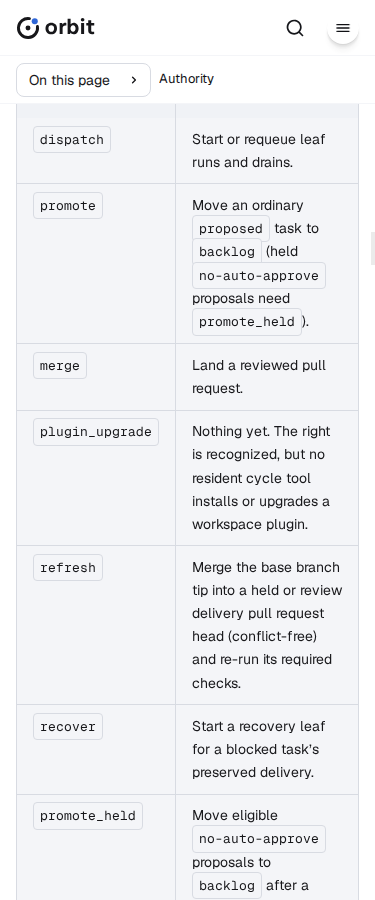 orbit
On this page
Authority
dispatch
Start or requeue leaf
runs and drains.
promote
Move an ordinary
proposed task to
backlog (held
no-auto-approve
proposals need
promote_held).
merge
Land a reviewed pull
request.
plugin_upgrade
Nothing yet. The right
is recognized, but no
resident cycle tool
installs or upgrades a
workspace plugin.
refresh
Merge the base branch
tip into a held or review
delivery pull request
head (conflict-free)
and re-run its required
checks.
recover
Start a recovery leaf
for a blocked task's
preserved delivery.
promote_held
Move eligible
no-auto-approve
proposals to
backlog after a